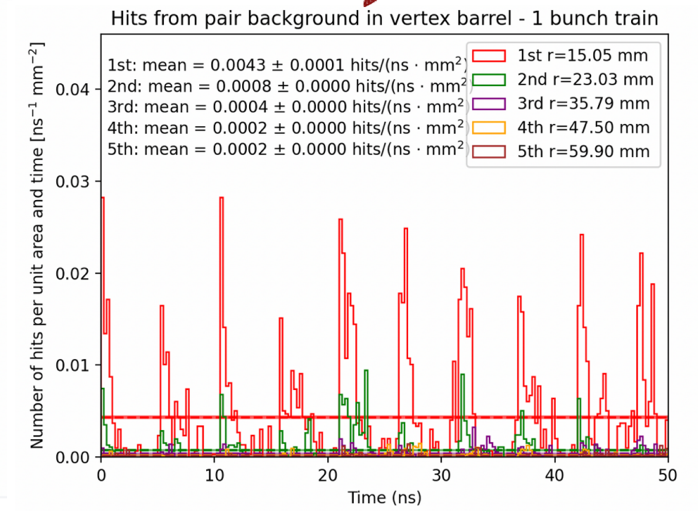 Hits from pair background in vertex barrel - 1 bunch train
Number of hits per unit area and time [ns⁻¹ mm⁻²]
1st: mean = 0.0043 ± 0.0001 hits/(ns · mm²)
2nd: mean = 0.0008 ± 0.0000 hits/(ns · mm²
3rd: mean = 0.0004 ± 0.0000 hits/(ns · mm²
4th: mean = 0.0002 ± 0.0000 hits/(ns · mm²
5th: mean = 0.0002 ± 0.0000 hits/(ns · mm²
1st r=15.05 mm
2nd r=23.03 mm
3rd r=35.79 mm
4th r=47.50 mm
5th r=59.90 mm
0.04
0.03
0.02
0.01
0.00
0 10 20 30 40 50
Time (ns)